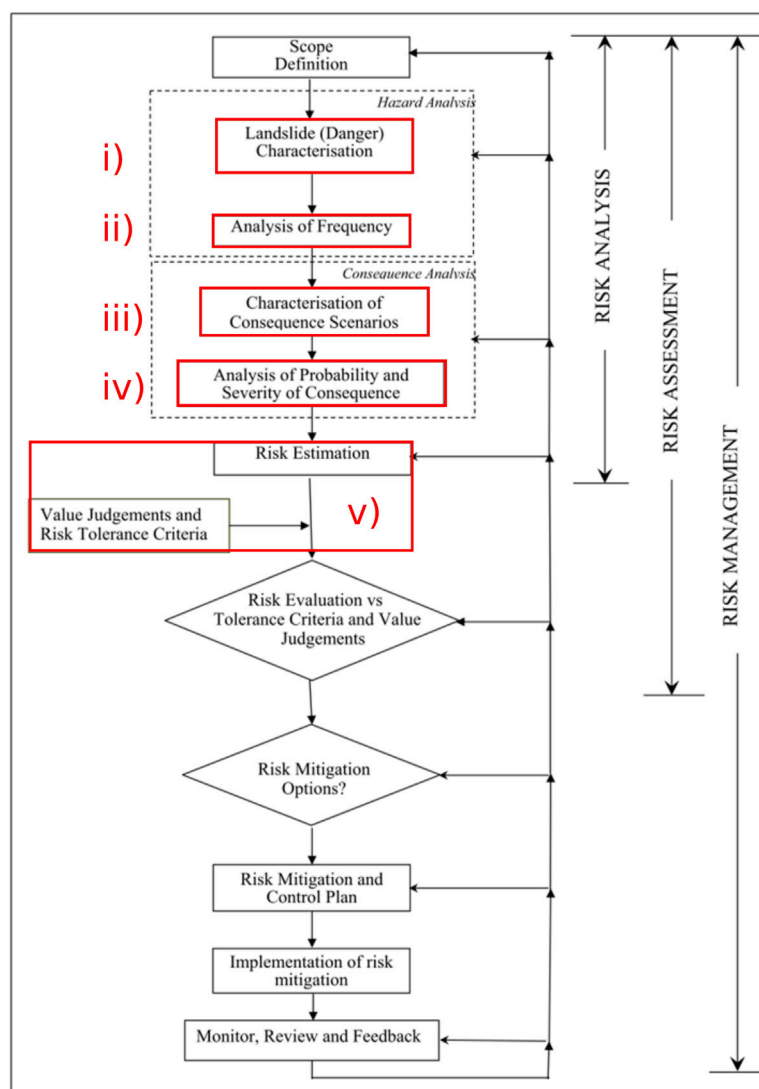 Scope
Definition
Hazard Analysis
i)
Landslide (Danger)
Characterisation
ii)
Analysis of Frequency
Consequence Analysis
iii)
Characterisation of
Consequence Scenarios
iv)
Analysis of Probability and
Severity of Consequence
Risk Estimation
v)
Value Judgements and
Risk Tolerance Criteria
Risk Evaluation vs
Tolerance Criteria and Value
Judgements
Risk Mitigation
Options?
Risk Mitigation and
Control Plan
Implementation of risk
mitigation
Monitor, Review and Feedback
RISK ANALYSIS
RISK ASSESSMENT
RISK MANAGEMENT